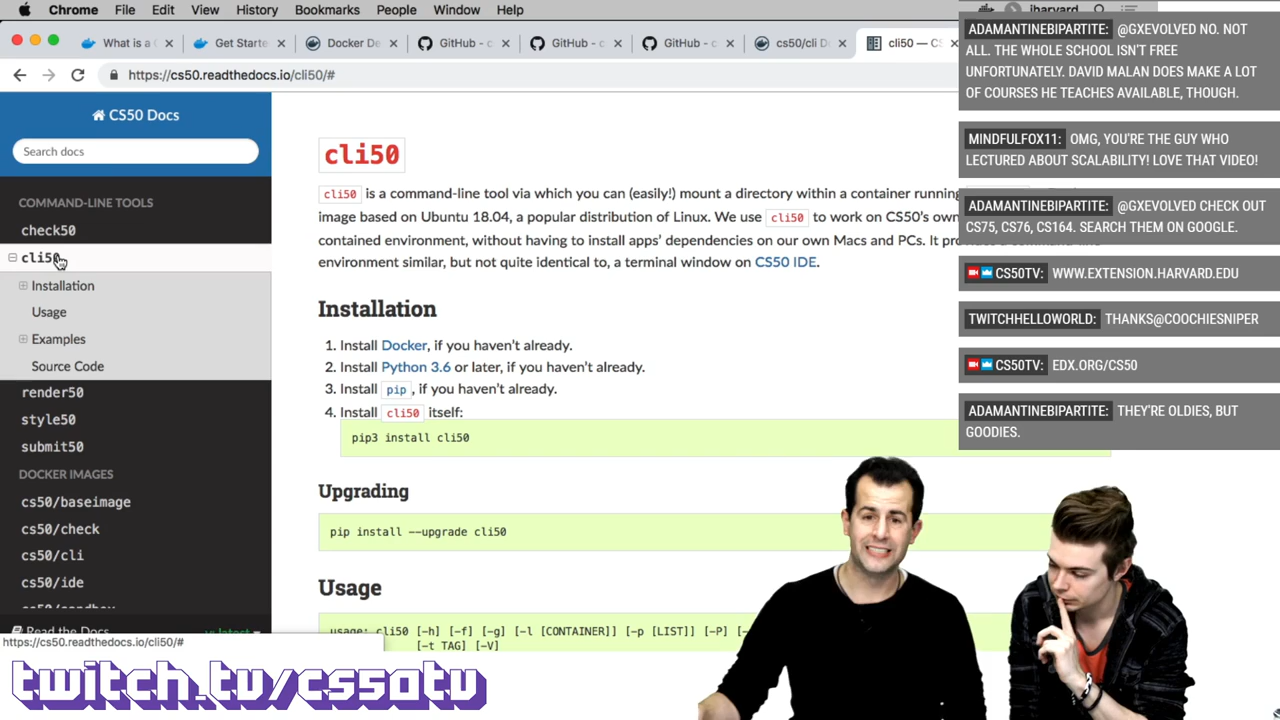 Chrome File Edit View History Bookmarks People Window Help
jharvard
What is a
Get Starte
Docker De
GitHub - c
GitHub - c
GitHub - c
cs50/cli D
cli50 — CS
https://cs50.readthedocs.io/cli50/#
CS50 Docs
Search docs
COMMAND-LINE TOOLS
check50
cli50
Installation
Usage
Examples
Source Code
render50
style50
submit50
DOCKER IMAGES
cs50/baseimage
cs50/check
cs50/cli
cs50/ide
cs50/sandbox
Read the Docs
v: latest
https://cs50.readthedocs.io/cli50/#
cli50
cli50 is a command-line tool via which you can (easily!) mount a directory within a container running
image based on Ubuntu 18.04, a popular distribution of Linux. We use cli50 to work on CS50's own
contained environment, without having to install apps' dependencies on our own Macs and PCs. It
environment similar, but not quite identical to, a terminal window on CS50 IDE.
Installation
1. Install Docker, if you haven't already.
2. Install Python 3.6 or later, if you haven't already.
3. Install pip, if you haven't already.
4. Install cli50 itself:
pip3 install cli50
Upgrading
pip install --upgrade cli50
Usage
usage: cli50 [-h] [-f] [-g] [-l [CONTAINER]] [-p [LIST]] [-P] [-
[-t TAG] [-V]
ADAMANTINEBIPARTITE: @GXEVOLVED NO. NOT
ALL. THE WHOLE SCHOOL ISN'T FREE
UNFORTUNATELY. DAVID MALAN DOES MAKE A LOT
OF COURSES HE TEACHES AVAILABLE, THOUGH.
MINDFULFOX11: OMG, YOU'RE THE GUY WHO
LECTURED ABOUT SCALABILITY! LOVE THAT VIDEO!
ADAMANTINEBIPARTITE: @GXEVOLVED CHECK OUT
CS75, CS76, CS164. SEARCH THEM ON GOOGLE.
CS50TV: WWW.EXTENSION.HARVARD.EDU
TWITCHHELLOWORLD: THANKS@COOCHIESNIPER
CS50TV: EDX.ORG/CS50
ADAMANTINEBIPARTITE: THEY'RE OLDIES, BUT
GOODIES.
twitch.tv/cs50tv